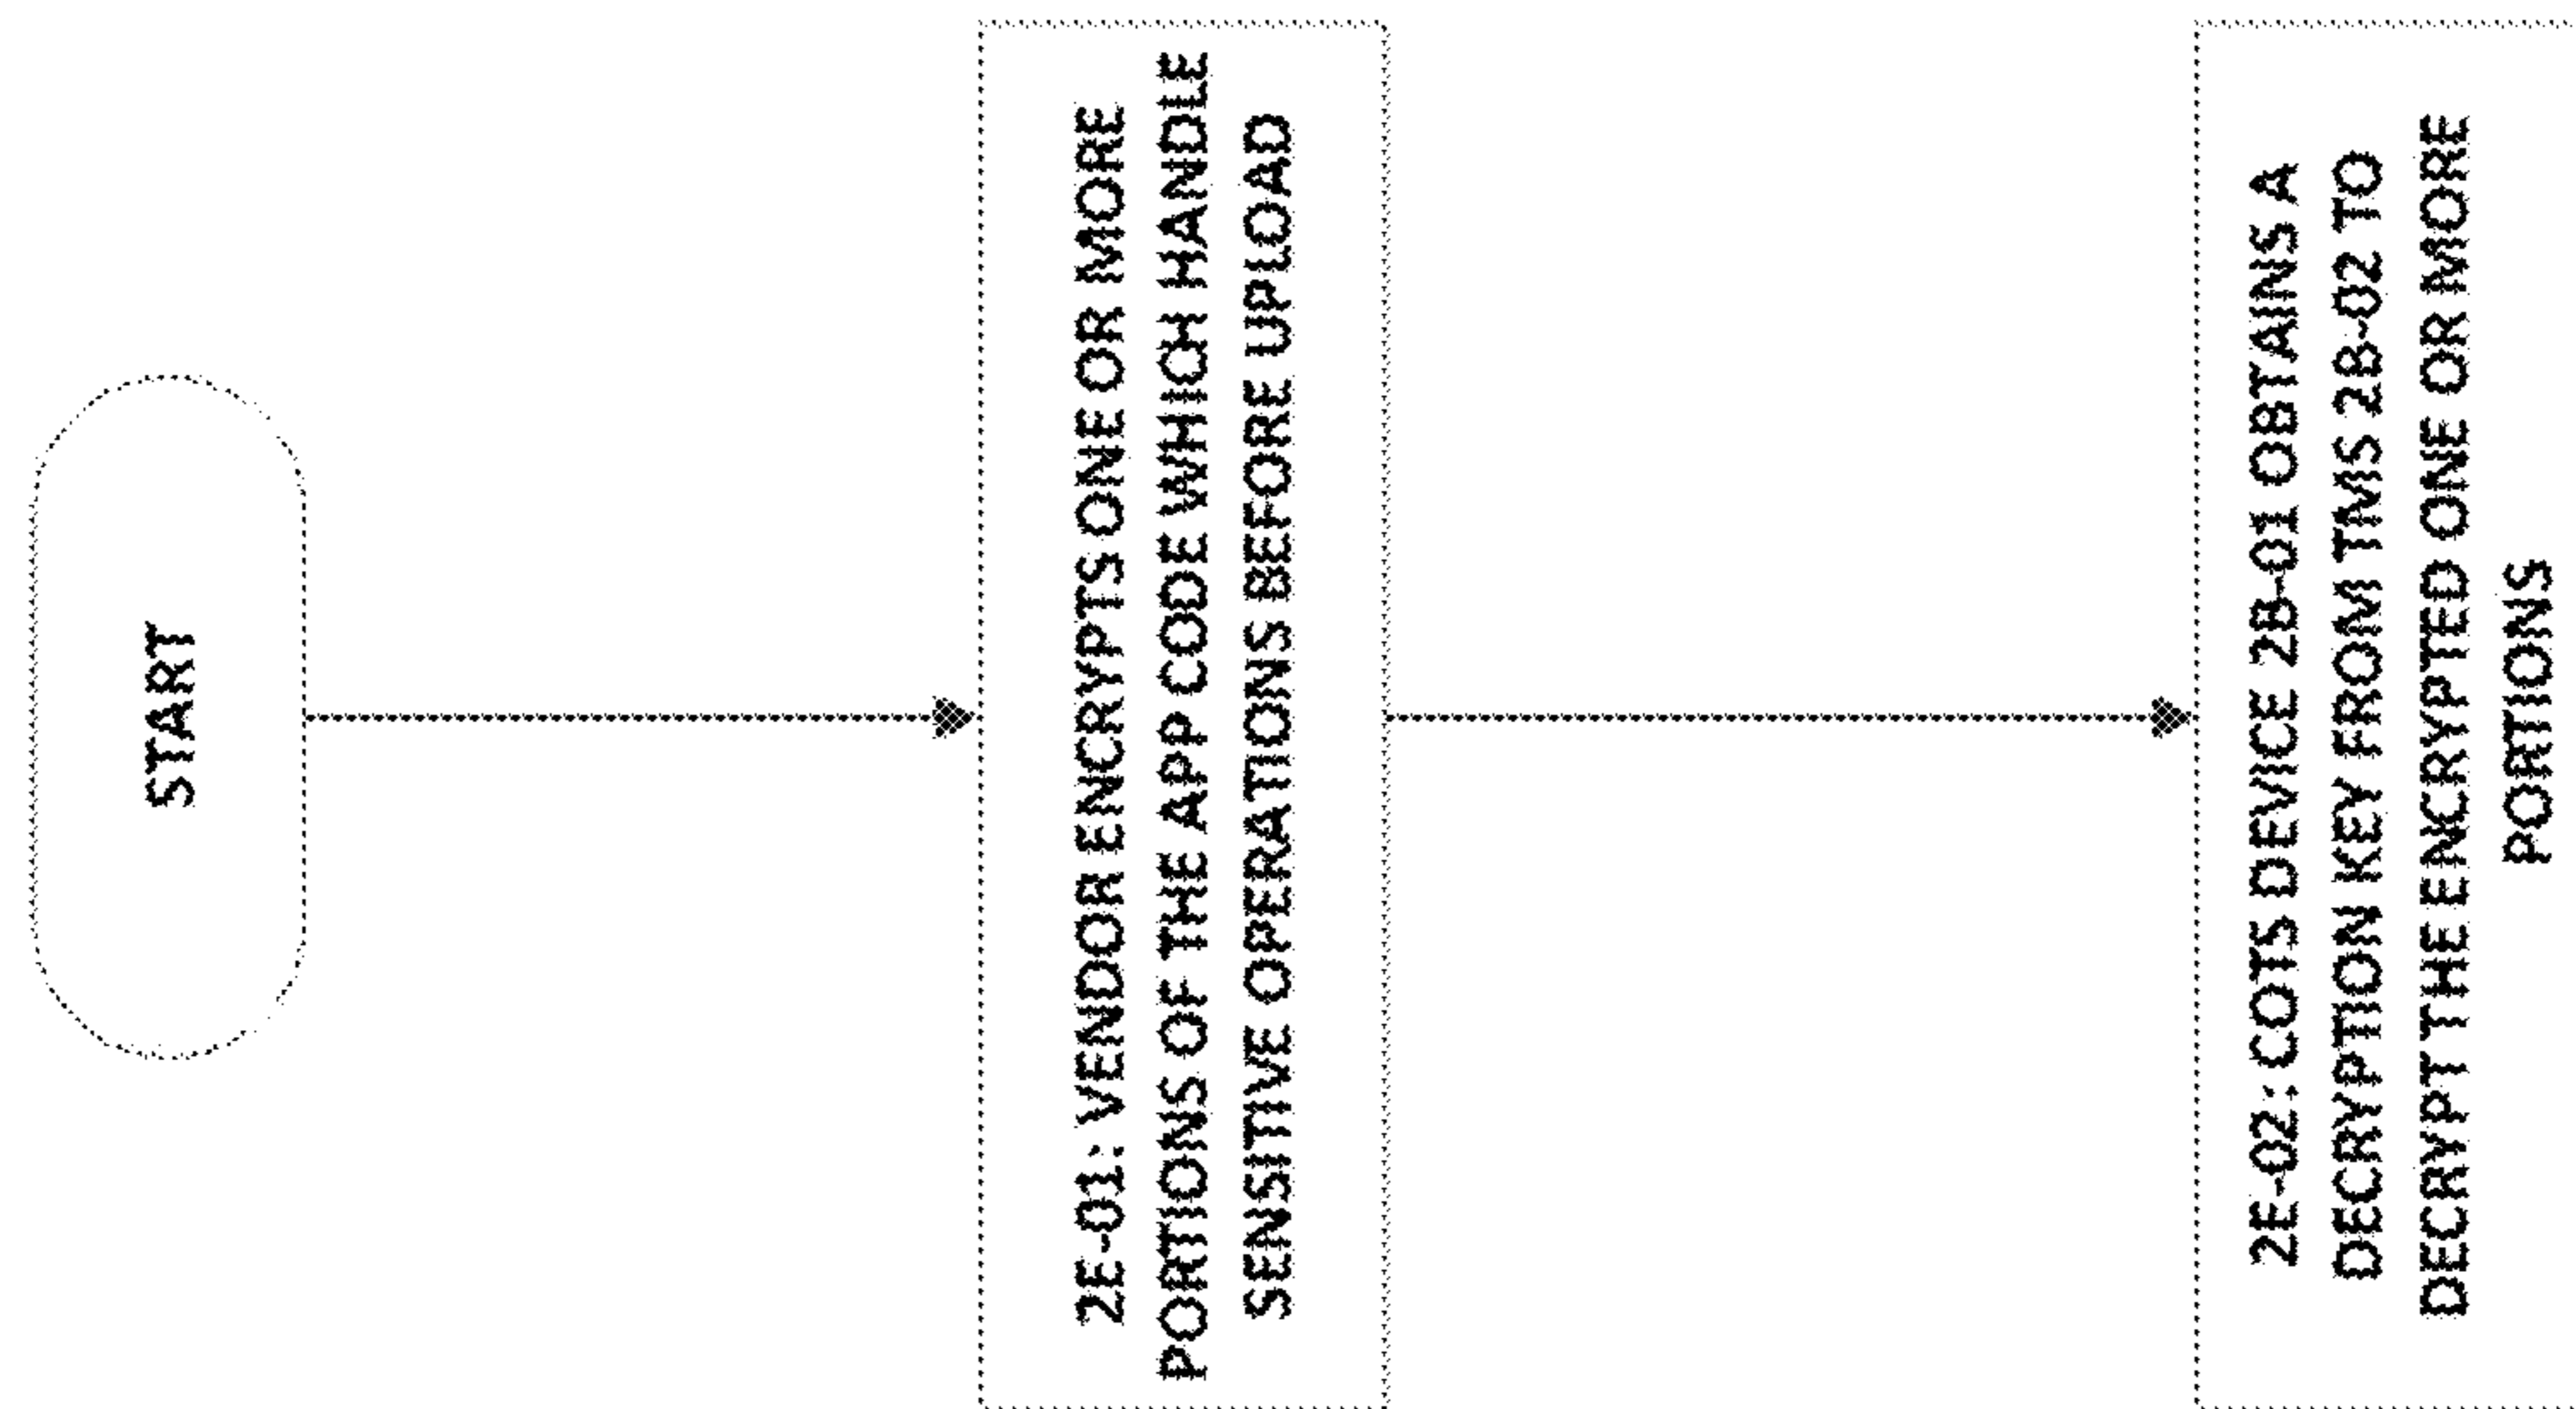 START
2E-01: VENDOR ENCRYPTS ONE OR MORE
PORTIONS OF THE APP CODE WHICH HANDLE
SENSITIVE OPERATIONS BEFORE UPLOAD
2E-02: COTS DEVICE 2B-01 OBTAINS A
DECRYPTION KEY FROM TMS 2B-02 TO
DECRYPT THE ENCRYPTED ONE OR MORE
PORTIONS